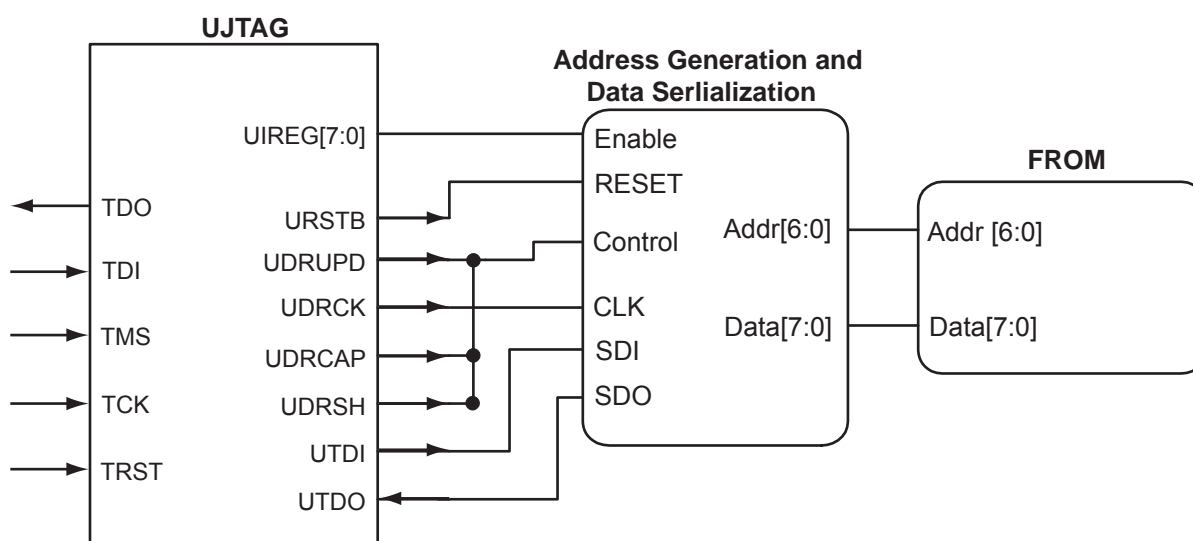 UJTAG
Address Generation and
Data Serlialization
UIREG[7:0]
Enable
FROM
RESET
TDO
URSTB
Addr[6:0]
Addr [6:0]
Control
UDRUPD
TDI
UDRCK
CLK
TMS
Data[7:0]
Data[7:0]
UDRCAP
SDI
UDRSH
SDO
TCK
UTDI
TRST
UTDO